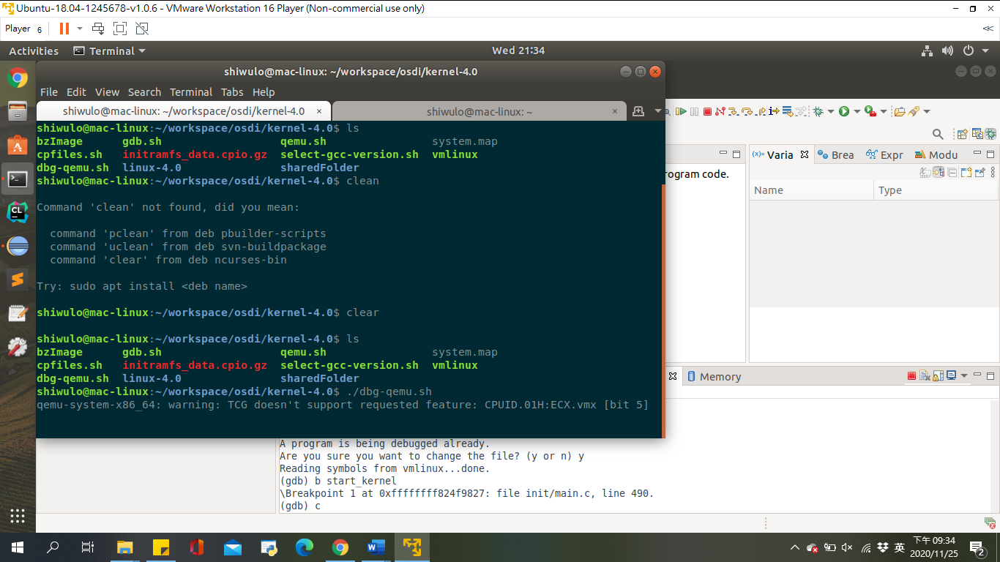 Ubuntu-18.04-1245678-v1.0.6 - VMware Workstation 16 Player (Non-commercial use only)
Player 6
Activities Terminal Wed 21:34
shiwulo@mac-linux: ~/workspace/osdi/kernel-4.0
File Edit View Search Terminal Tabs Help
shiwulo@mac-linux: ~/workspace/osdi/kernel-4.0 × shiwulo@mac-linux: ~ ×
shiwulo@mac-linux:~/workspace/osdi/kernel-4.0$ ls
bzImage gdb.sh qemu.sh system.map
cpfiles.sh initramfs_data.cpio.gz select-gcc-version.sh vmlinux
dbg-qemu.sh linux-4.0 sharedFolder
shiwulo@mac-linux:~/workspace/osdi/kernel-4.0$ clean
Command 'clean' not found, did you mean:
command 'pclean' from deb pbuilder-scripts
command 'uclean' from deb svn-buildpackage
command 'clear' from deb ncurses-bin
Try: sudo apt install <deb name>
shiwulo@mac-linux:~/workspace/osdi/kernel-4.0$ clear
shiwulo@mac-linux:~/workspace/osdi/kernel-4.0$ ls
bzImage gdb.sh qemu.sh system.map
cpfiles.sh initramfs_data.cpio.gz select-gcc-version.sh vmlinux
dbg-qemu.sh linux-4.0 sharedFolder
shiwulo@mac-linux:~/workspace/osdi/kernel-4.0$ ./dbg-qemu.sh
qemu-system-x86_64: warning: TCG doesn't support requested feature: CPUID.01H:ECX.vmx [bit 5]
(x)= Varia Brea Expr Modu
rogram code.
Name Type
Memory
A program is being debugged already.
Are you sure you want to change the file? (y or n) y
Reading symbols from vmlinux...done.
(gdb) b start_kernel
\Breakpoint 1 at 0xffffffff824f9827: file init/main.c, line 490.
(gdb) c
CL
英 下午 09:34
2020/11/25 2